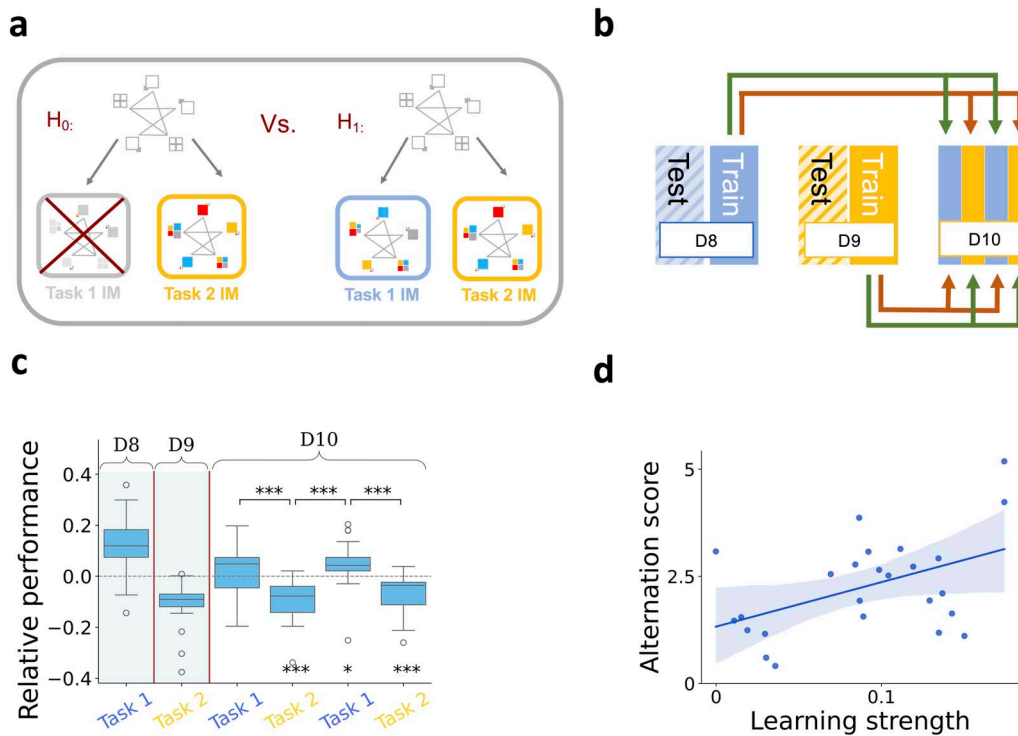 a
H0:
Vs.
H1:
Task 1 IM
Task 2 IM
Task 1 IM
Task 2 IM
b
Test
Train
Test
Train
D8
D9
D10
c
D8
D9
D10
Relative performance
0.4
0.2
0.0
−0.2
−0.4
***
***
***
***
*
***
Task 1
Task 2
Task 1
Task 2
Task 1
Task 2
d
Alternation score
5
2.5
0
0
0.1
Learning strength